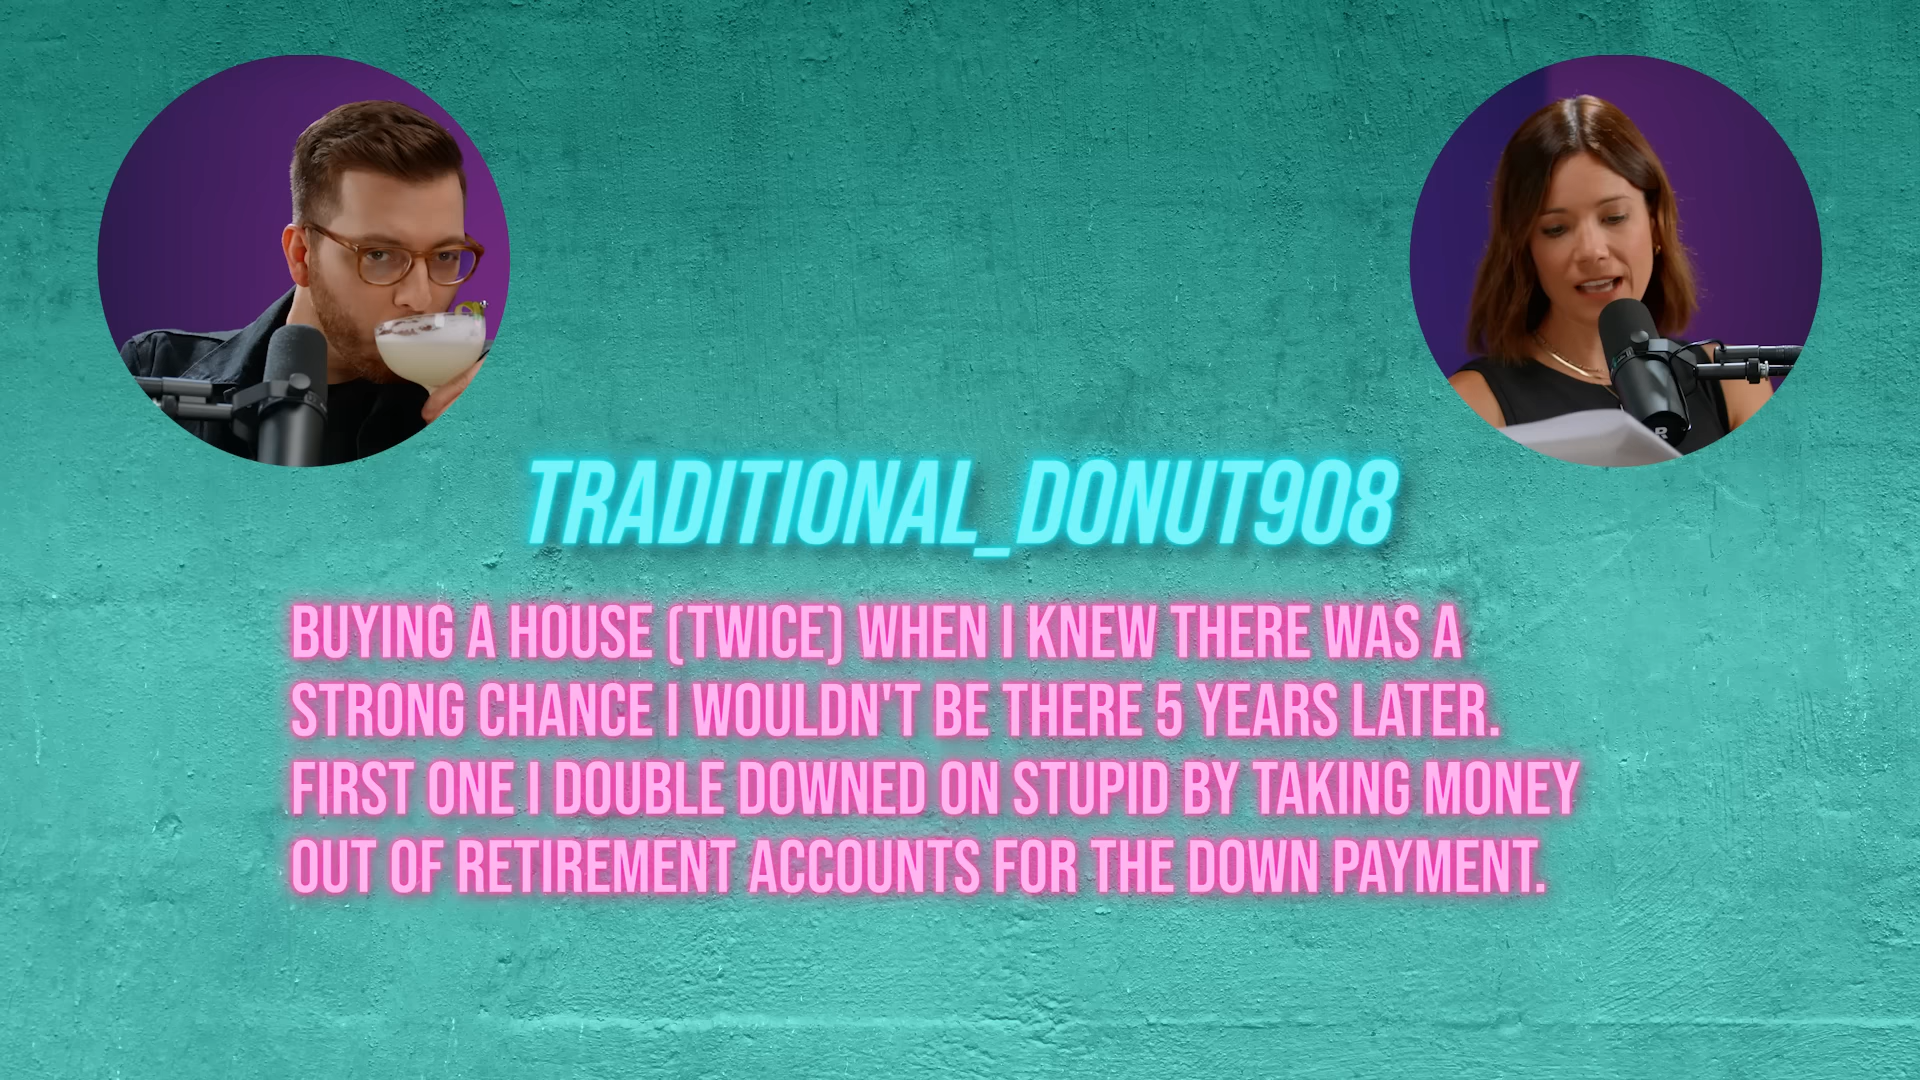 TRADITIONAL_DONUT908
BUYING A HOUSE (TWICE) WHEN I KNEW THERE WAS A
STRONG CHANCE I WOULDN'T BE THERE 5 YEARS LATER.
FIRST ONE I DOUBLE DOWNED ON STUPID BY TAKING MONEY
OUT OF RETIREMENT ACCOUNTS FOR THE DOWN PAYMENT.